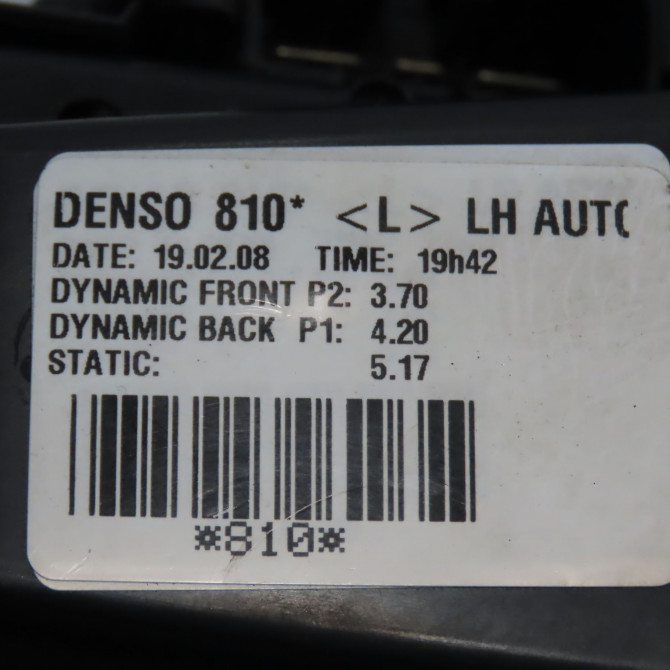 DENSO 810* <L> LH AUTO
DATE: 19.02.08 TIME: 19h42
DYNAMIC FRONT P2: 3.70
DYNAMIC BACK P1: 4.20
STATIC: 5.17
*810*